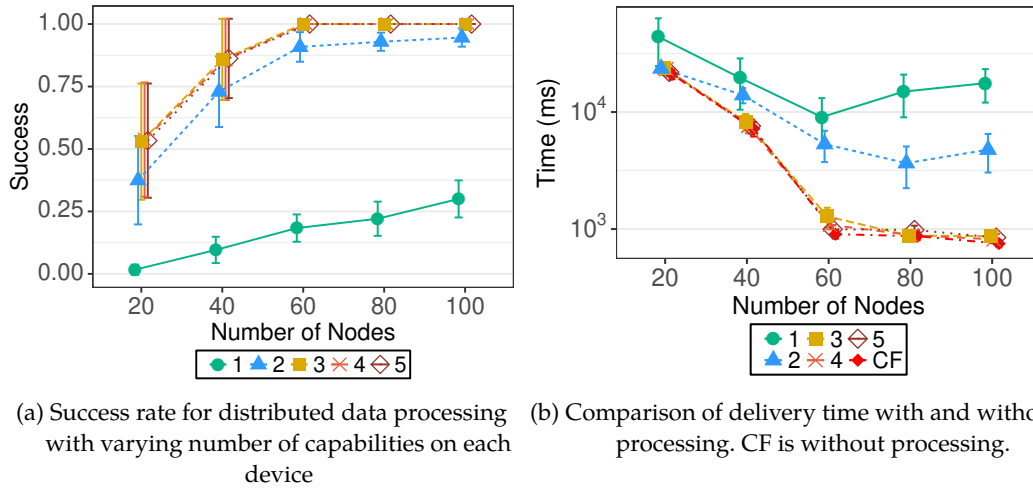 1.00
0.75
0.50
0.25
0.00
Success
20 40 60 80 100
Number of Nodes
1 2 3 4 5
(a) Success rate for distributed data processing
with varying number of capabilities on each
device
10^4
10^3
Time (ms)
20 40 60 80 100
Number of Nodes
1 3 5
2 4 CF
(b) Comparison of delivery time with and witho
processing. CF is without processing.